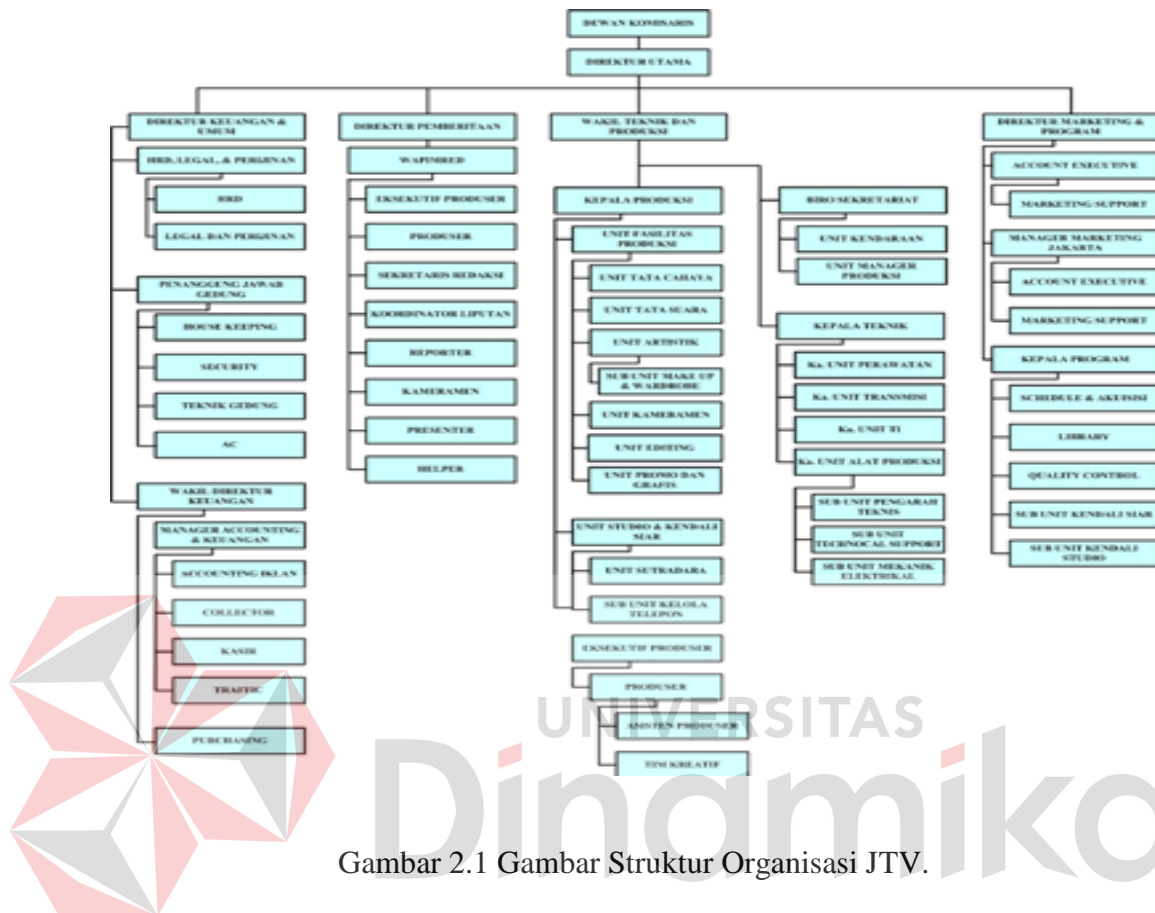 DEWAN KOMISARIS
DIREKTUR UTAMA
DIREKTUR KEUANGAN &
UMUM
HRD, LEGAL, & PERIJINAN
HRD
LEGAL DAN PERIJINAN
PENANGGUNG JAWAB
GEDUNG
HOUSE KEEPING
SECURITY
TEKNIK GEDUNG
AC
WAKIL DIREKTUR
KEUANGAN
MANAGER ACCOUNTING
& KEUANGAN
ACCOUNTING IKLAN
COLLECTOR
KASIR
TRAFFIC
PURCHASING
DIREKTUR PEMBERITAAN
WAPIMRED
EKSEKUTIF PRODUSER
PRODUSER
SEKRETARIS REDAKSI
KOORDINATOR LIPUTAN
REPORTER
KAMERAMEN
PRESENTER
HELPER
WAKIL TEKNIK DAN
PRODUKSI
KEPALA PRODUKSI
UNIT FASILITAS
PRODUKSI
UNIT TATA CAHAYA
UNIT TATA SUARA
UNIT ARTISTIK
SUB UNIT MAKE UP
& WARDROBE
UNIT KAMERAMEN
UNIT EDITING
UNIT PROMO DAN
GRAFIS
UNIT STUDIO & KENDALI
SIAR
UNIT SUTRADARA
SUB UNIT KELOLA
TELEPON
EKSEKUTIF PRODUSER
PRODUSER
ASISTEN PRODUSER
TIM KREATIF
BIRO SEKRETARIAT
UNIT KENDARAAN
UNIT MANAGER
PRODUKSI
KEPALA TEKNIK
Ka. UNIT PERAWATAN
Ka. UNIT TRANSMISI
Ka. UNIT TI
Ka. UNIT ALAT PRODUKSI
SUB UNIT PENGARAH
TEKNIS
SUB UNIT
TECHNOCAL SUPPORT
SUB UNIT MEKANIK
ELEKTRIKAL
DIREKTUR MARKETING &
PROGRAM
ACCOUNT EXECUTIVE
MARKETING SUPPORT
MANAGER MARKETING
JAKARTA
ACCOUNT EXECUTIVE
MARKETING SUPPORT
KEPALA PROGRAM
SCHEDULE & AKUISISI
LIBRARY
QUALITY CONTROL
SUB UNIT KENDALI SIAR
SUB UNIT KENDALI
STUDIO
UNIVERSITAS
Dinamika
Gambar 2.1 Gambar Struktur Organisasi JTV.